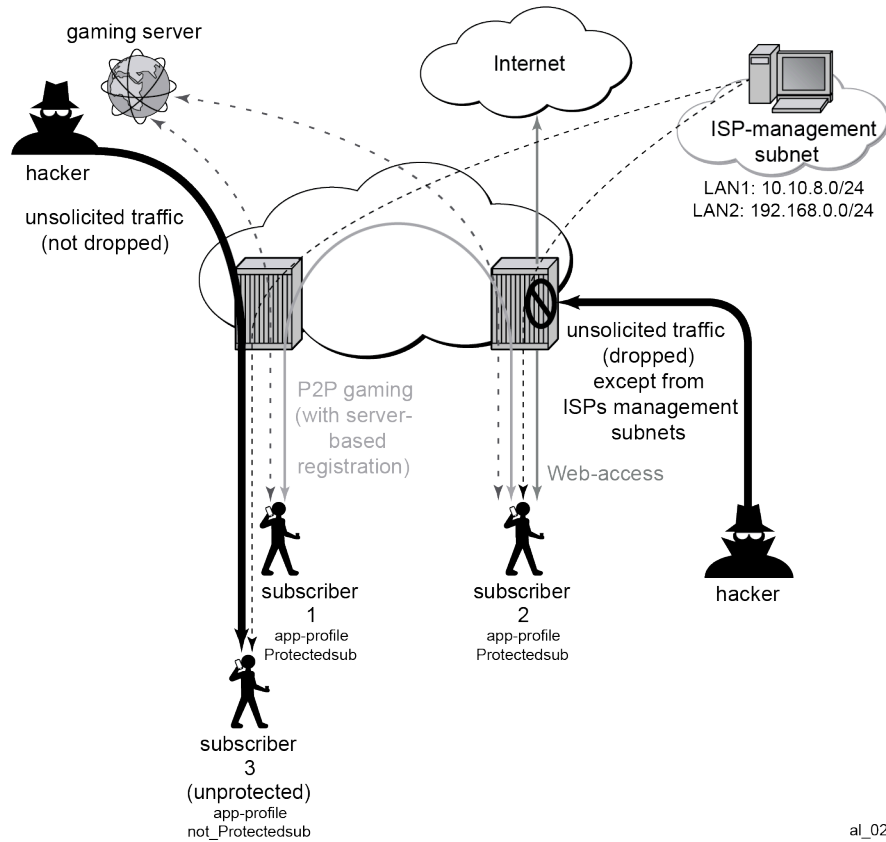 gaming server
hacker
unsolicited traffic
(not dropped)
Internet
ISP-management
subnet
LAN1: 10.10.8.0/24
LAN2: 192.168.0.0/24
P2P gaming
(with server-
based
registration)
unsolicited traffic
(dropped)
except from
ISPs management
subnets
Web-access
subscriber
1
app-profile
Protectedsub
subscriber
2
app-profile
Protectedsub
hacker
subscriber
3
(unprotected)
app-profile
not_Protectedsub
al_02